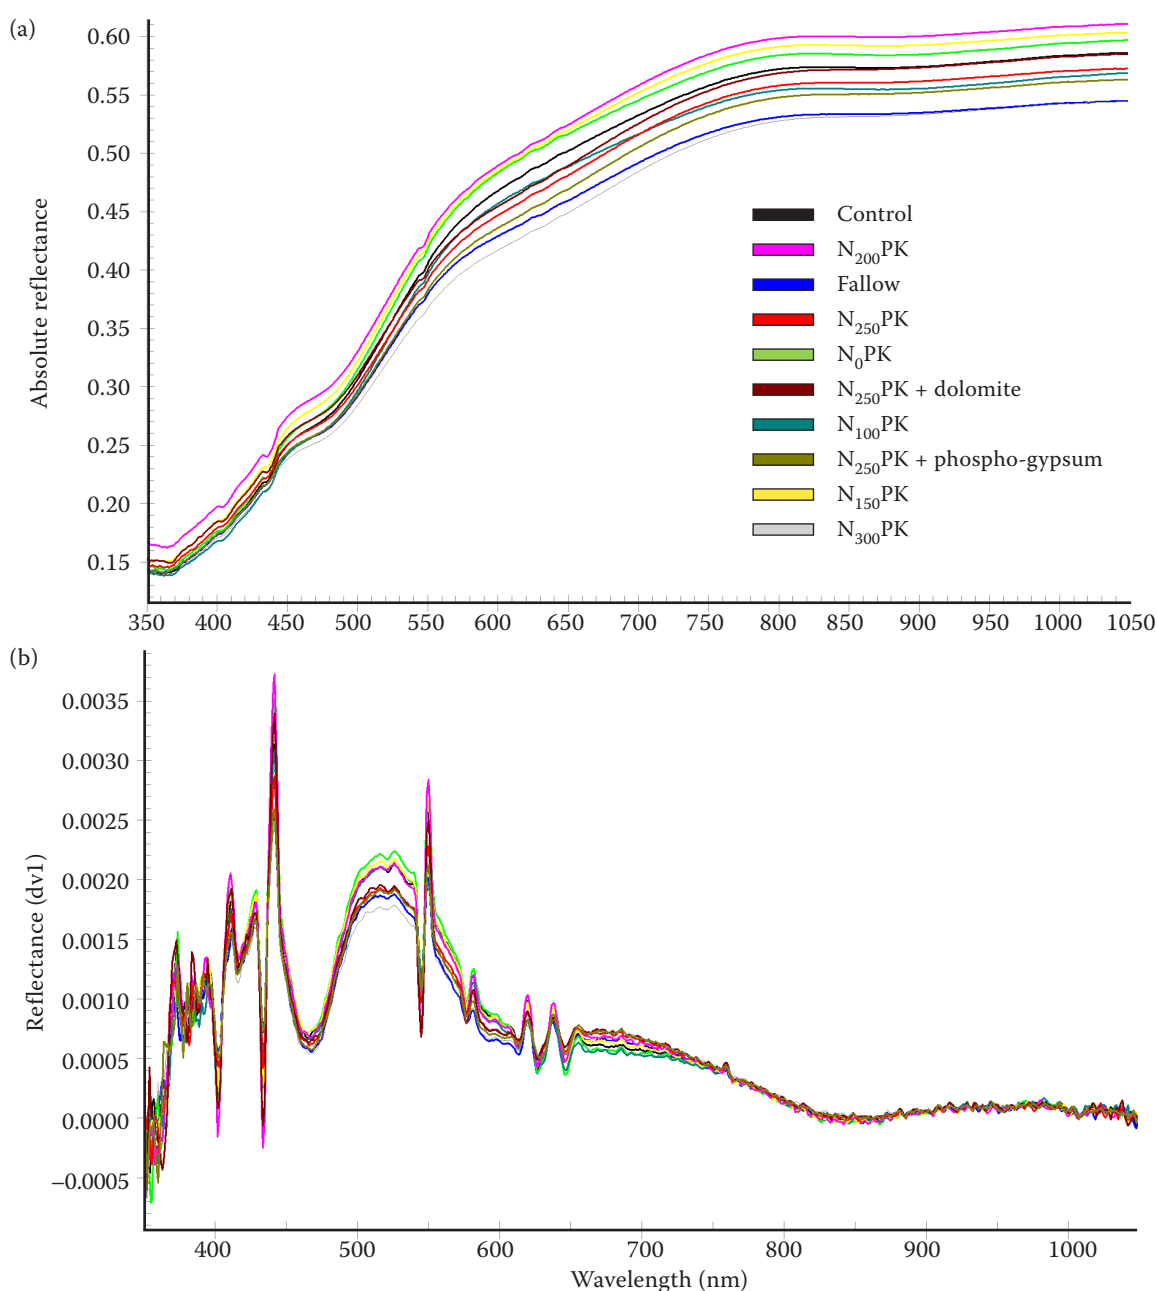 (a)
Absolute reflectance
0.60
0.55
0.50
0.45
0.40
0.35
0.30
0.25
0.20
0.15
Control
N₂₀₀PK
Fallow
N₂₅₀PK
N₀PK
N₂₅₀PK + dolomite
N₁₀₀PK
N₂₅₀PK + phospho-gypsum
N₁₅₀PK
N₃₀₀PK
350 400 450 500 550 600 650 700 750 800 850 900 950 1000 1050
(b)
Reflectance (dv1)
0.0035
0.0030
0.0025
0.0020
0.0015
0.0010
0.0005
0.0000
−0.0005
400 500 600 700 800 900 1000
Wavelength (nm)